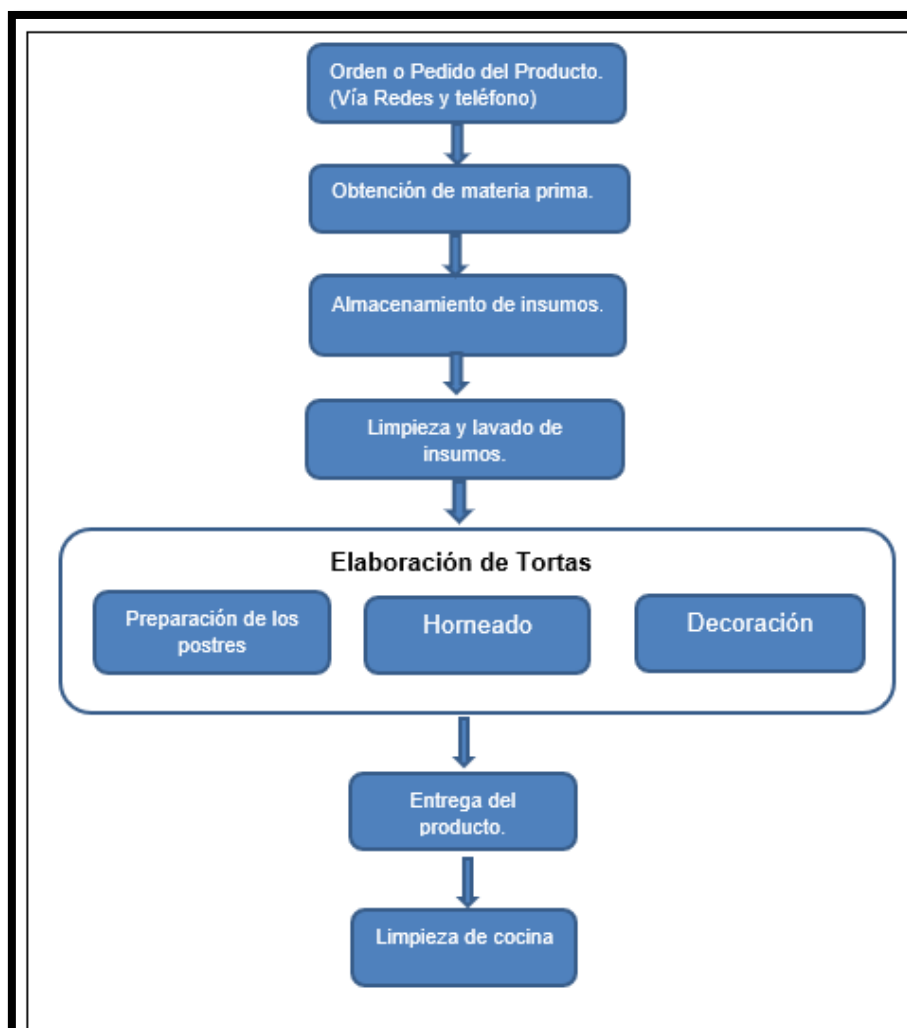 Orden o Pedido del Producto.
(Vía Redes y teléfono)
Obtención de materia prima.
Almacenamiento de insumos.
Limpieza y lavado de
insumos.
Elaboración de Tortas
Preparación de los
postres
Horneado
Decoración
Entrega del
producto.
Limpieza de cocina